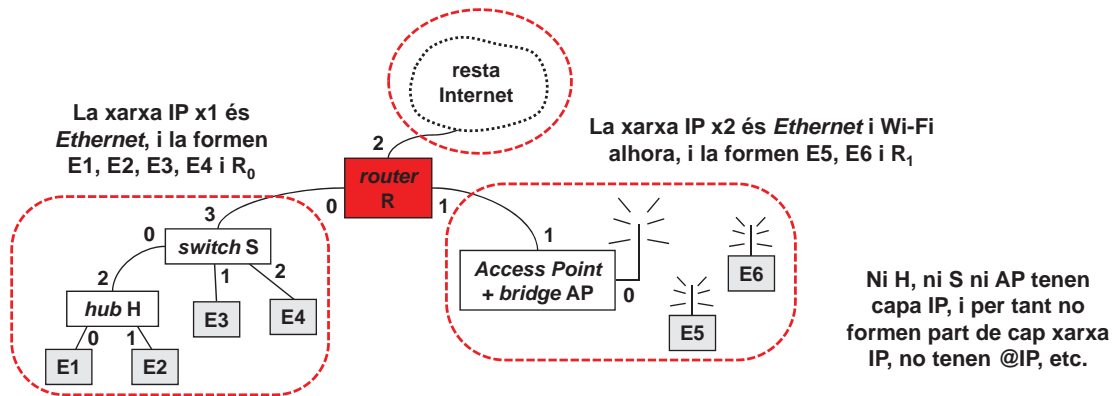 resta
Internet
La xarxa IP x1 és
Ethernet, i la formen
E1, E2, E3, E4 i R0
La xarxa IP x2 és Ethernet i Wi-Fi
alhora, i la formen E5, E6 i R1
2
router
R
0
1
3
0
switch S
1
2
2
hub H
0
1
E1
E2
E3
E4
1
Access Point
+ bridge AP
0
E5
E6
Ni H, ni S ni AP tenen
capa IP, i per tant no
formen part de cap xarxa
IP, no tenen @IP, etc.